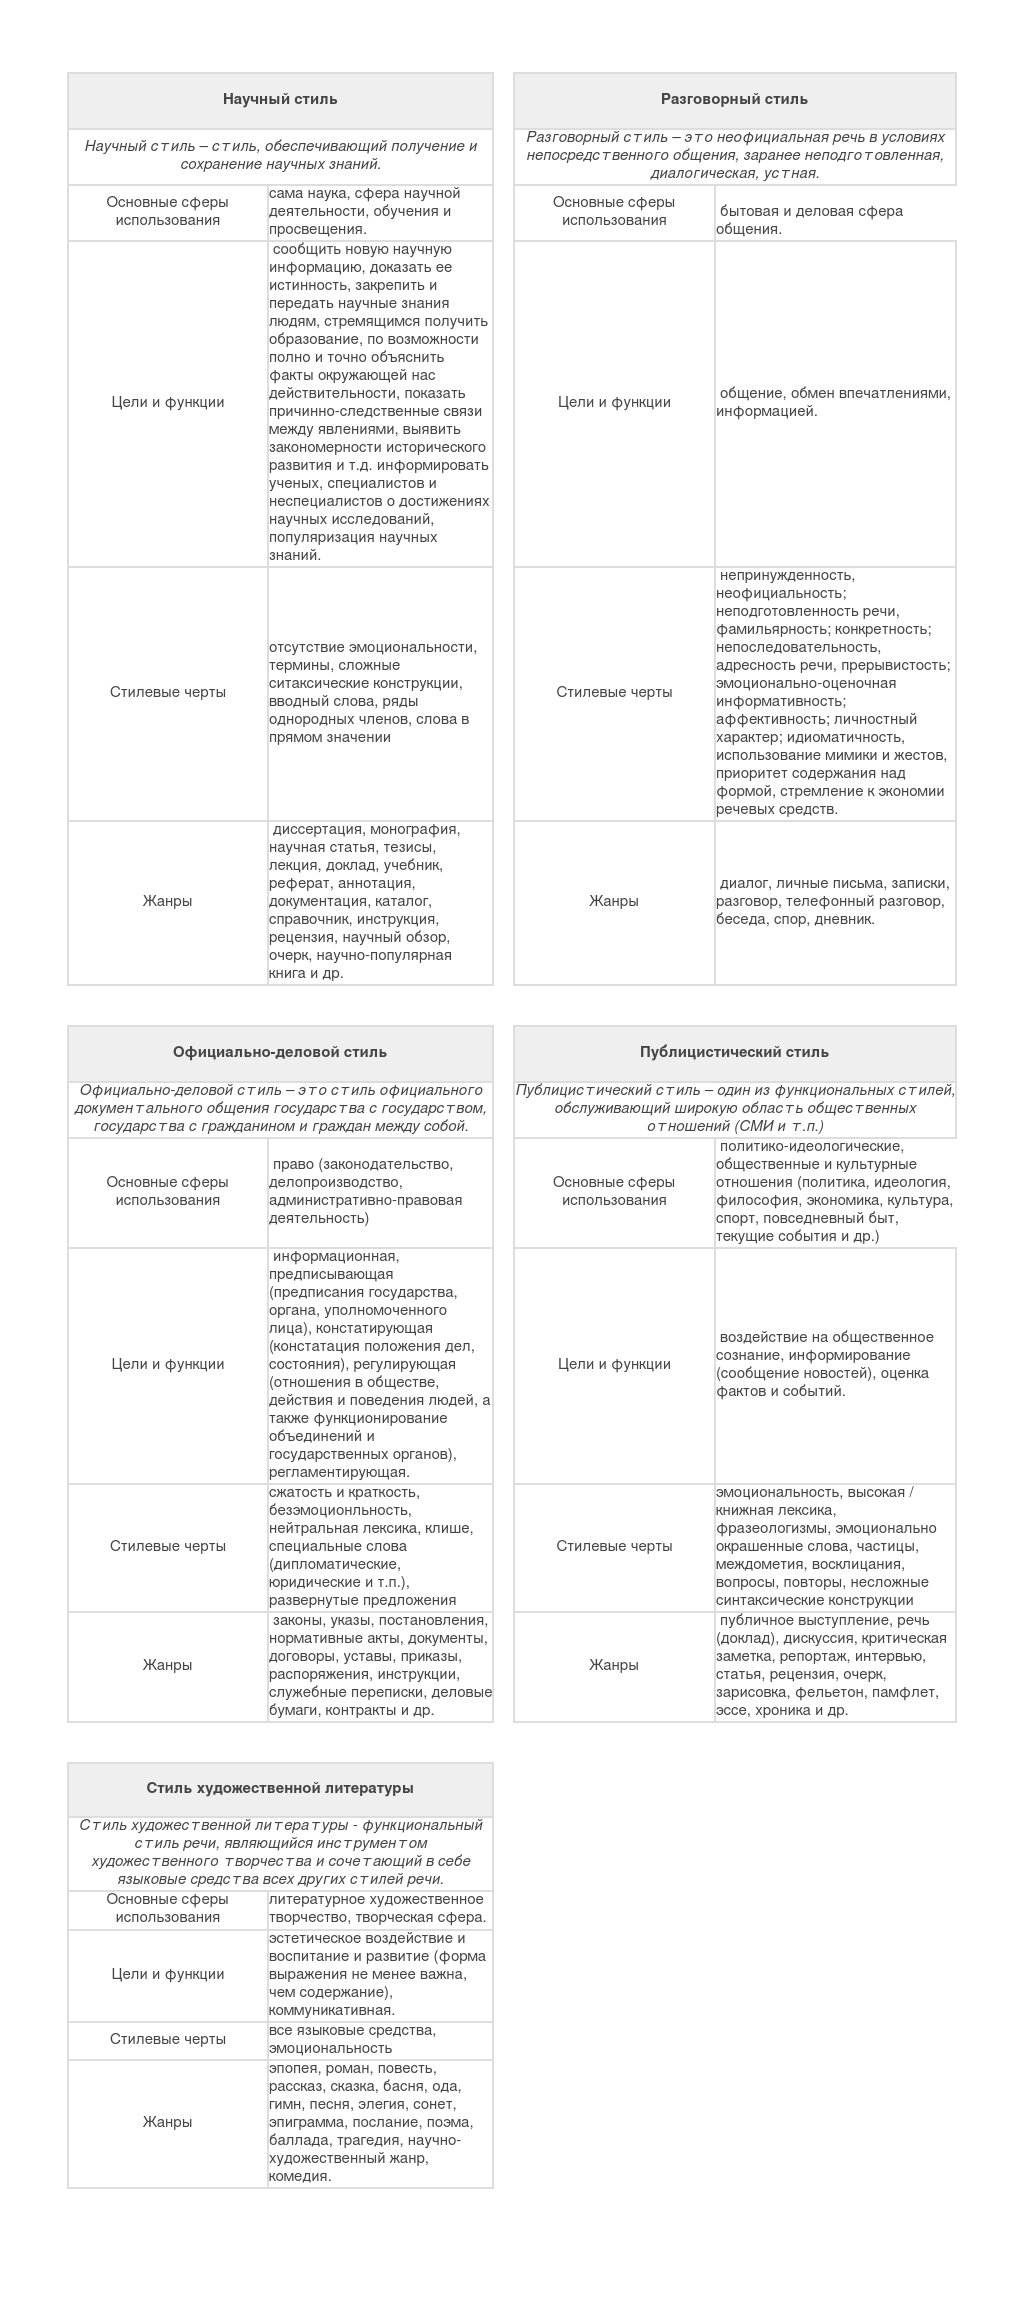 Научный стиль
Научный стиль – стиль, обеспечивающий получение и
сохранение научных знаний.
Основные сферы
использования
сама наука, сфера научной
деятельности, обучения и
просвещения.
Цели и функции
сообщить новую научную
информацию, доказать ее
истинность, закрепить и
передать научные знания
людям, стремящимся получить
образование, по возможности
полно и точно объяснить
факты окружающей нас
действительности, показать
причинно-следственные связи
между явлениями, выявить
закономерности исторического
развития и т.д. информировать
ученых, специалистов и
неспециалистов о достижениях
научных исследований,
популяризация научных
знаний.
Стилевые черты
отсутствие эмоциональности,
термины, сложные
ситаксические конструкции,
вводный слова, ряды
однородных членов, слова в
прямом значении
Жанры
диссертация, монография,
научная статья, тезисы,
лекция, доклад, учебник,
реферат, аннотация,
документация, каталог,
справочник, инструкция,
рецензия, научный обзор,
очерк, научно-популярная
книга и др.
Разговорный стиль
Разговорный стиль – это неофициальная речь в условиях
непосредственного общения, заранее неподготовленная,
диалогическая, устная.
Основные сферы
использования
бытовая и деловая сфера
общения.
Цели и функции
общение, обмен впечатлениями,
информацией.
Стилевые черты
непринужденность,
неофициальность;
неподготовленность речи,
фамильярность; конкретность;
непоследовательность,
адресность речи, прерывистость;
эмоционально-оценочная
информативность;
аффективность; личностный
характер; идиоматичность,
использование мимики и жестов,
приоритет содержания над
формой, стремление к экономии
речевых средств.
Жанры
диалог, личные письма, записки,
разговор, телефонный разговор,
беседа, спор, дневник.
Официально-деловой стиль
Официально-деловой стиль – это стиль официального
документального общения государства с государством,
государства с гражданином и граждан между собой.
Основные сферы
использования
право (законодательство,
делопроизводство,
административно-правовая
деятельность)
Цели и функции
информационная,
предписывающая
(предписания государства,
органа, уполномоченного
лица), констатирующая
(констатация положения дел,
состояния), регулирующая
(отношения в обществе,
действия и поведения людей, а
также функционирование
объединений и
государственных органов),
регламентирующая.
Стилевые черты
сжатость и краткость,
безэмоционльность,
нейтральная лексика, клише,
специальные слова
(дипломатические,
юридические и т.п.),
развернутые предложения
Жанры
законы, указы, постановления,
нормативные акты, документы,
договоры, уставы, приказы,
распоряжения, инструкции,
служебные переписки, деловые
бумаги, контракты и др.
Публицистический стиль
Публицистический стиль – один из функциональных стилей,
обслуживающий широкую область общественных
отношений (СМИ и т.п.)
Основные сферы
использования
политико-идеологические,
общественные и культурные
отношения (политика, идеология,
философия, экономика, культура,
спорт, повседневный быт,
текущие события и др.)
Цели и функции
воздействие на общественное
сознание, информирование
(сообщение новостей), оценка
фактов и событий.
Стилевые черты
эмоциональность, высокая /
книжная лексика,
фразеологизмы, эмоционально
окрашенные слова, частицы,
междометия, восклицания,
вопросы, повторы, несложные
синтаксические конструкции
Жанры
публичное выступление, речь
(доклад), дискуссия, критическая
заметка, репортаж, интервью,
статья, рецензия, очерк,
зарисовка, фельетон, памфлет,
эссе, хроника и др.
Стиль художественной литературы
Стиль художественной литературы - функциональный
стиль речи, являющийся инструментом
художественного творчества и сочетающий в себе
языковые средства всех других стилей речи.
Основные сферы
использования
литературное художественное
творчество, творческая сфера.
Цели и функции
эстетическое воздействие и
воспитание и развитие (форма
выражения не менее важна,
чем содержание),
коммуникативная.
Стилевые черты
все языковые средства,
эмоциональность
Жанры
эпопея, роман, повесть,
рассказ, сказка, басня, ода,
гимн, песня, элегия, сонет,
эпиграмма, послание, поэма,
баллада, трагедия, научно-
художественный жанр,
комедия.